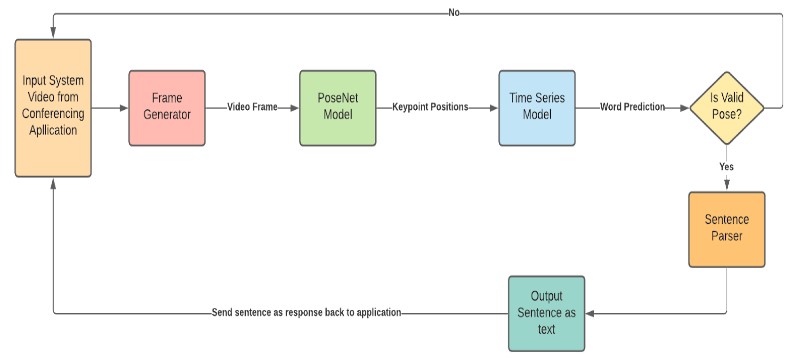 No
Input System
Video from
Conferencing
Apllication
Frame
Generator
Video Frame
PoseNet
Model
Keypoint Positions
Time Series
Model
Word Prediction
Is Valid
Pose?
Yes
Sentence
Parser
Output
Sentence as
text
Send sentence as response back to application